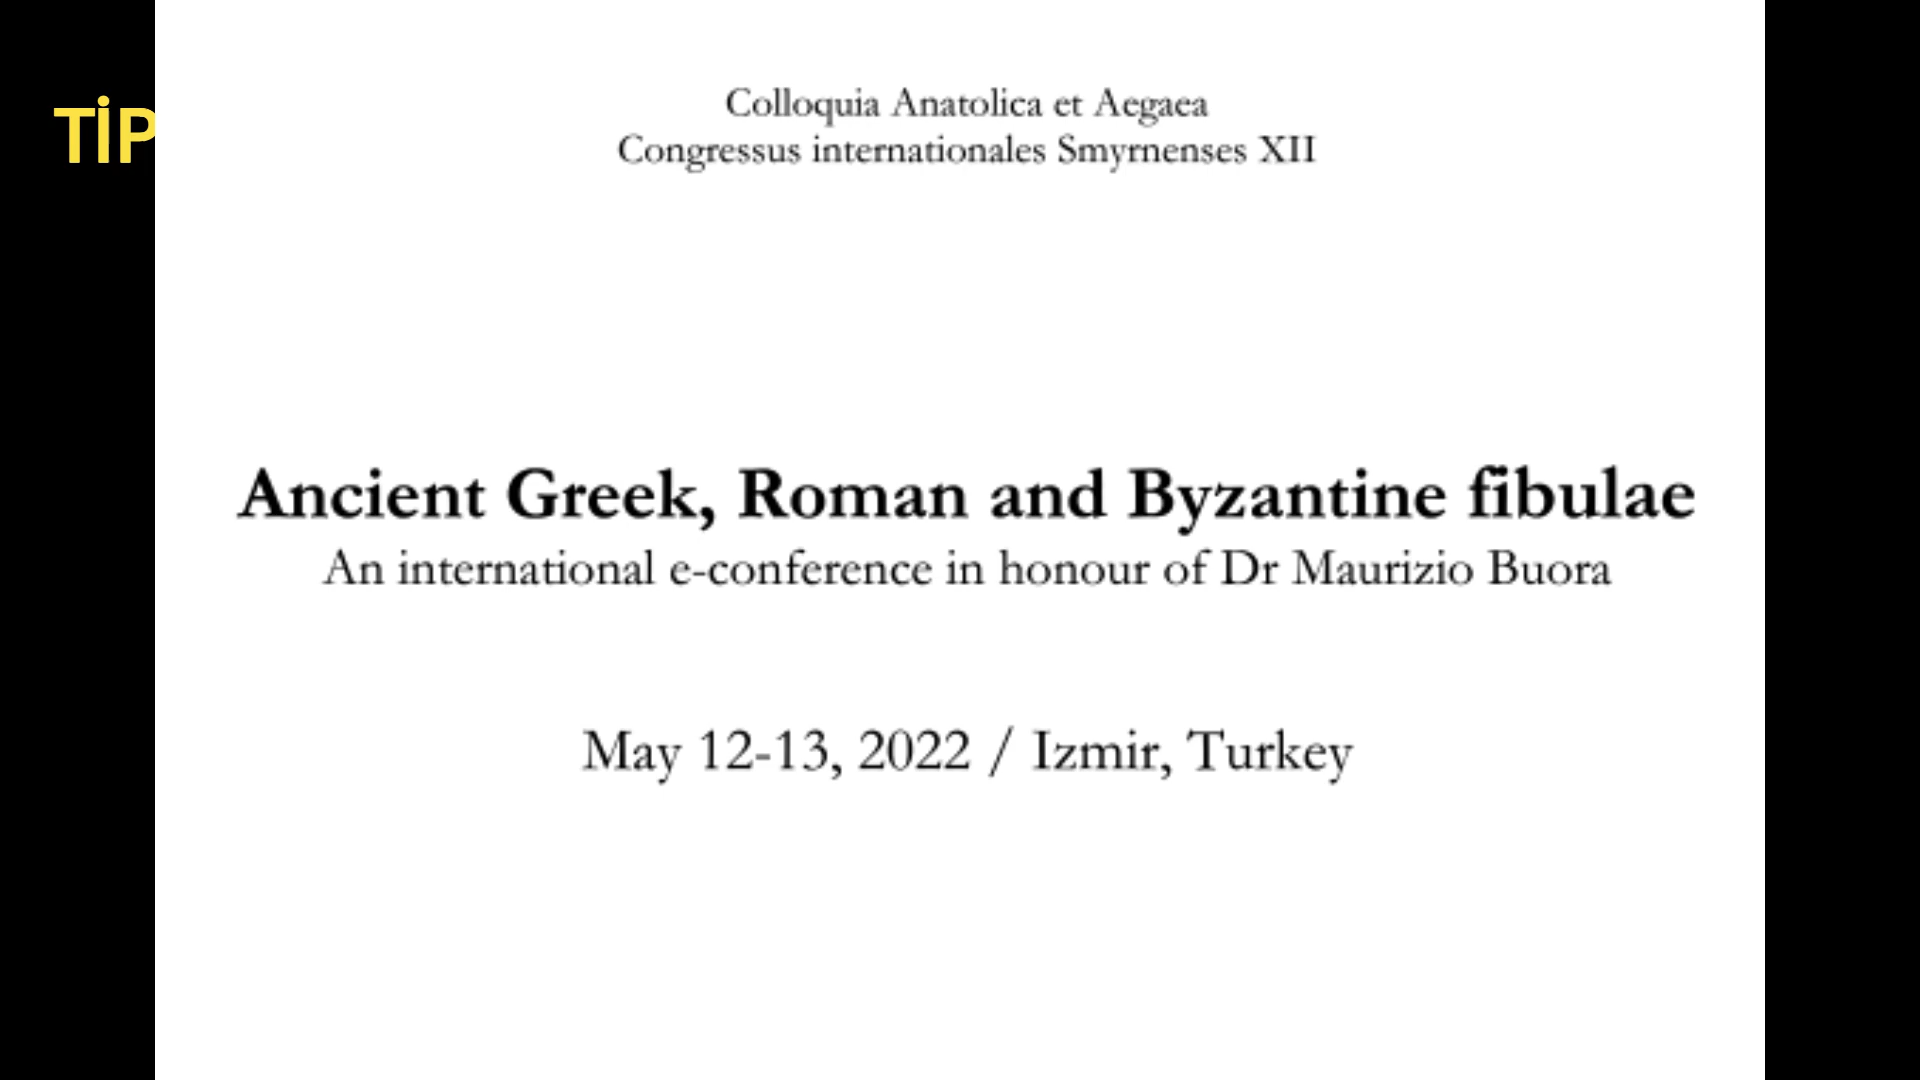 TİP
Colloquia Anatolica et Aegaea
Congressus internationales Smyrnenses XII
Ancient Greek, Roman and Byzantine fibulae
An international e-conference in honour of Dr Maurizio Buora
May 12-13, 2022 / Izmir, Turkey